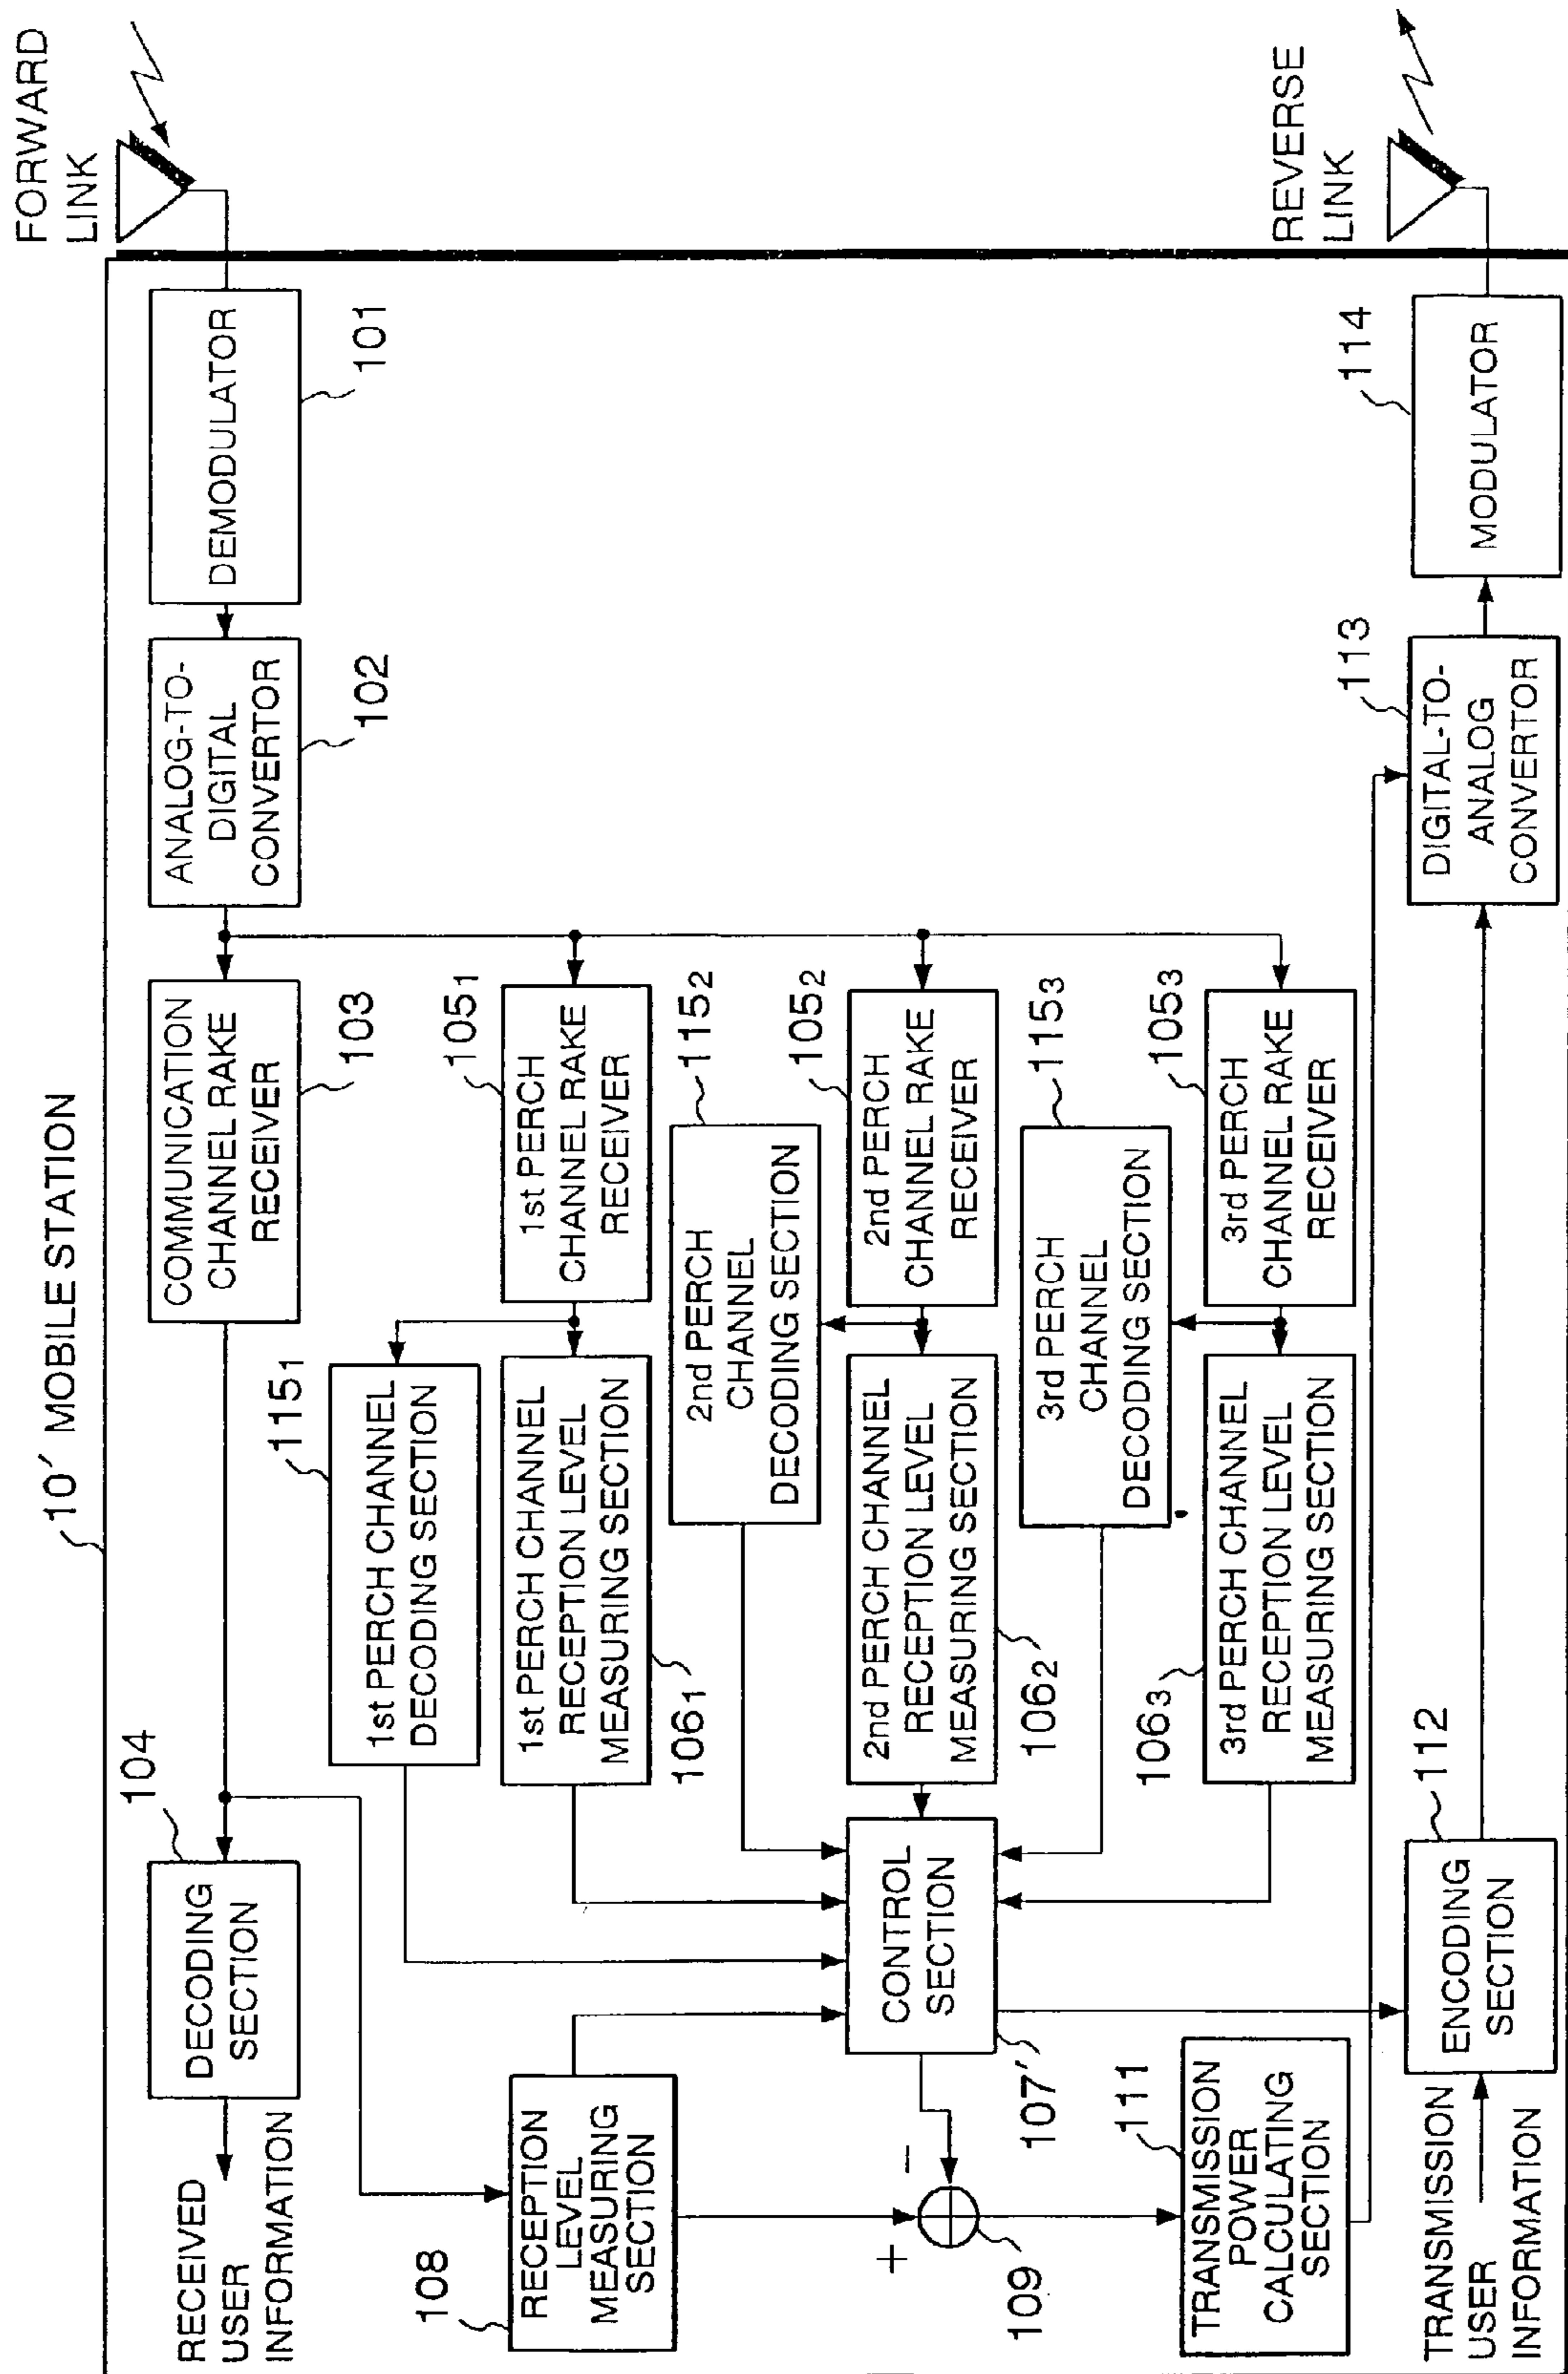 10′ MOBILE STATION
FORWARD
LINK
DEMODULATOR
101
ANALOG-TO-
DIGITAL
CONVERTOR
102
COMMUNICATION
CHANNEL RAKE
RECEIVER
103
104
DECODING
SECTION
RECEIVED
USER
INFORMATION
115₁
1st PERCH CHANNEL
DECODING SECTION
105₁
1st PERCH
CHANNEL RAKE
RECEIVER
1st PERCH CHANNEL
RECEPTION LEVEL
MEASURING SECTION
106₁
108
RECEPTION
LEVEL
MEASURING
SECTION
115₂
2nd PERCH
CHANNEL
DECODING SECTION
105₂
2nd PERCH
CHANNEL RAKE
RECEIVER
2nd PERCH CHANNEL
RECEPTION LEVEL
MEASURING SECTION
106₂
CONTROL
SECTION
107′
+
−
109
115₃
3rd PERCH
CHANNEL
DECODING SECTION
105₃
3rd PERCH
CHANNEL RAKE
RECEIVER
106₃
3rd PERCH CHANNEL
RECEPTION LEVEL
MEASURING SECTION
111
TRANSMISSION
POWER
CALCULATING
SECTION
TRANSMISSION
USER
INFORMATION
112
ENCODING
SECTION
113
DIGITAL-TO-
ANALOG
CONVERTOR
114
MODULATOR
REVERSE
LINK